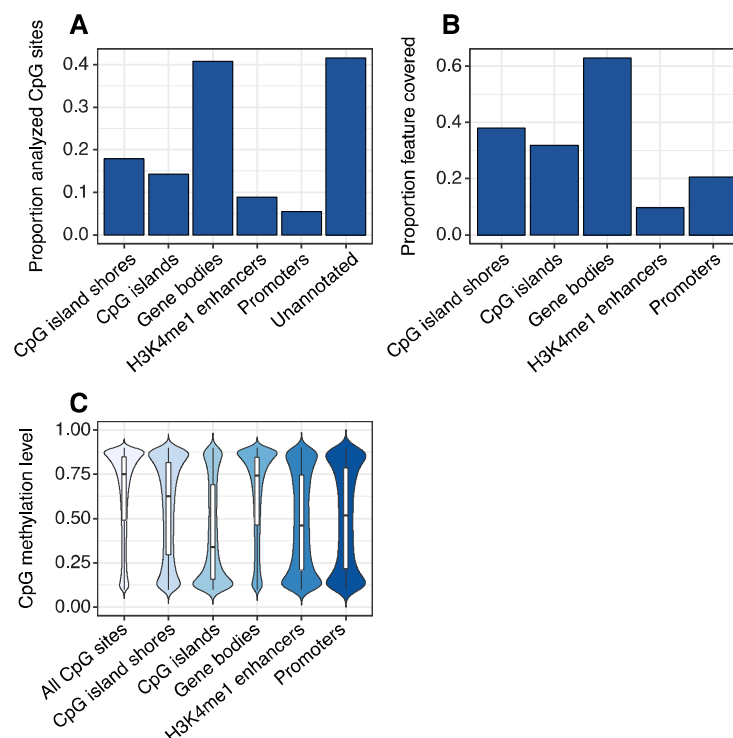 A
Proportion analyzed CpG sites
0.4
0.3
0.2
0.1
0.0
CpG island shores
CpG islands
Gene bodies
H3K4me1 enhancers
Promoters
Unannotated
B
Proportion feature covered
0.6
0.4
0.2
0.0
CpG island shores
CpG islands
Gene bodies
H3K4me1 enhancers
Promoters
C
CpG methylation level
1.00
0.75
0.50
0.25
0.00
All CpG sites
CpG island shores
CpG islands
Gene bodies
H3K4me1 enhancers
Promoters